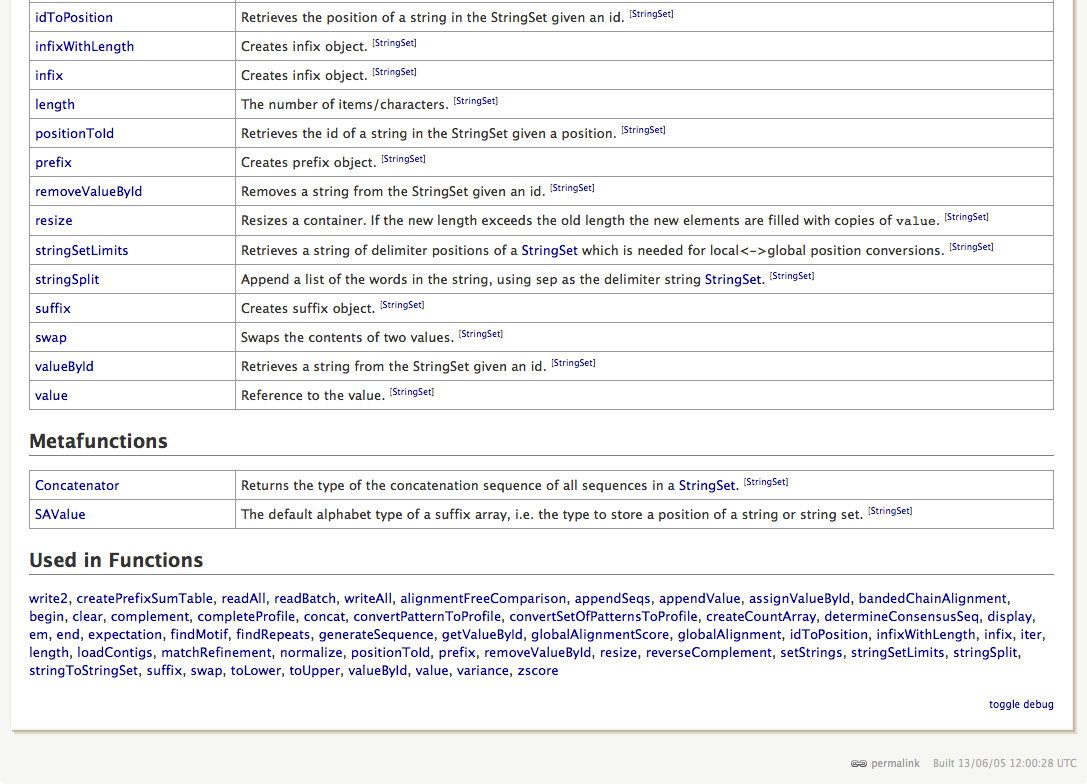 idToPosition Retrieves the position of a string in the StringSet given an id. [StringSet]
infixWithLength Creates infix object. [StringSet]
infix Creates infix object. [StringSet]
length The number of items/characters. [StringSet]
positionToId Retrieves the id of a string in the StringSet given a position. [StringSet]
prefix Creates prefix object. [StringSet]
removeValueById Removes a string from the StringSet given an id. [StringSet]
resize Resizes a container. If the new length exceeds the old length the new elements are filled with copies of value. [StringSet]
stringSetLimits Retrieves a string of delimiter positions of a StringSet which is needed for local<->global position conversions. [StringSet]
stringSplit Append a list of the words in the string, using sep as the delimiter string StringSet. [StringSet]
suffix Creates suffix object. [StringSet]
swap Swaps the contents of two values. [StringSet]
valueById Retrieves a string from the StringSet given an id. [StringSet]
value Reference to the value. [StringSet]
Metafunctions
Concatenator Returns the type of the concatenation sequence of all sequences in a StringSet. [StringSet]
SAValue The default alphabet type of a suffix array, i.e. the type to store a position of a string or string set. [StringSet]
Used in Functions
write2, createPrefixSumTable, readAll, readBatch, writeAll, alignmentFreeComparison, appendSeqs, appendValue, assignValueById, bandedChainAlignment,
begin, clear, complement, completeProfile, concat, convertPatternToProfile, convertSetOfPatternsToProfile, createCountArray, determineConsensusSeq, display,
em, end, expectation, findMotif, findRepeats, generateSequence, getValueById, globalAlignmentScore, globalAlignment, idToPosition, infixWithLength, infix, iter,
length, loadContigs, matchRefinement, normalize, positionToId, prefix, removeValueById, resize, reverseComplement, setStrings, stringSetLimits, stringSplit,
stringToStringSet, suffix, swap, toLower, toUpper, valueById, value, variance, zscore
toggle debug
permalink Built 13/06/05 12:00:28 UTC